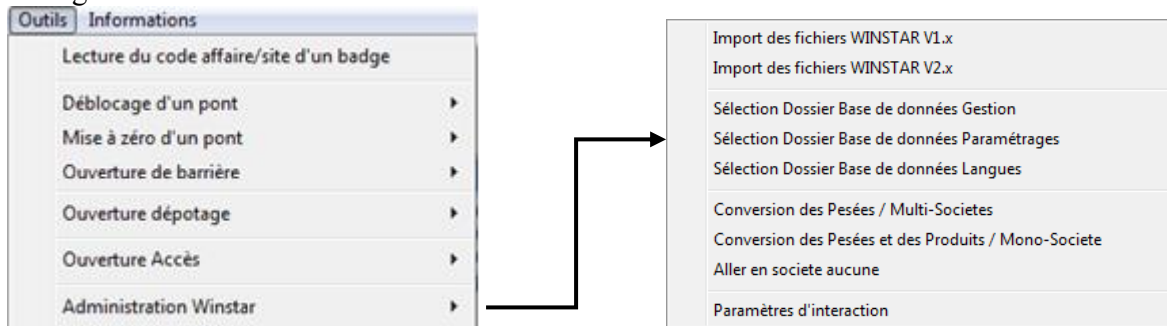 Outils Informations
Lecture du code affaire/site d'un badge
Déblocage d'un pont
Mise à zéro d'un pont
Ouverture de barrière
Ouverture dépotage
Ouverture Accès
Administration Winstar
Import des fichiers WINSTAR V1.x
Import des fichiers WINSTAR V2.x
Sélection Dossier Base de données Gestion
Sélection Dossier Base de données Paramétrages
Sélection Dossier Base de données Langues
Conversion des Pesées / Multi-Societes
Conversion des Pesées et des Produits / Mono-Societe
Aller en societe aucune
Paramètres d'interaction